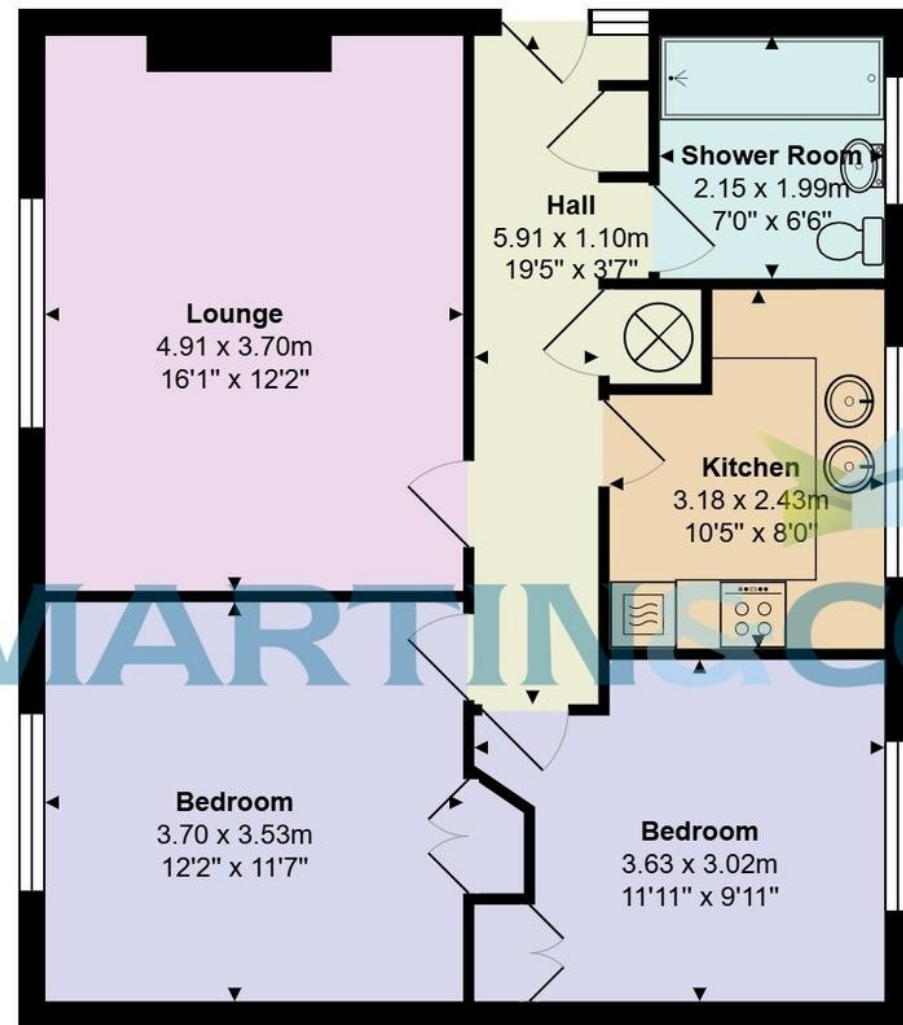 Shower Room
2.15 x 1.99m
7'0" x 6'6"
Hall
5.91 x 1.10m
19'5" x 3'7"
Lounge
4.91 x 3.70m
16'1" x 12'2"
Kitchen
3.18 x 2.43m
10'5" x 8'0"
MARTIN&CO
Bedroom
3.70 x 3.53m
12'2" x 11'7"
Bedroom
3.63 x 3.02m
11'11" x 9'11"